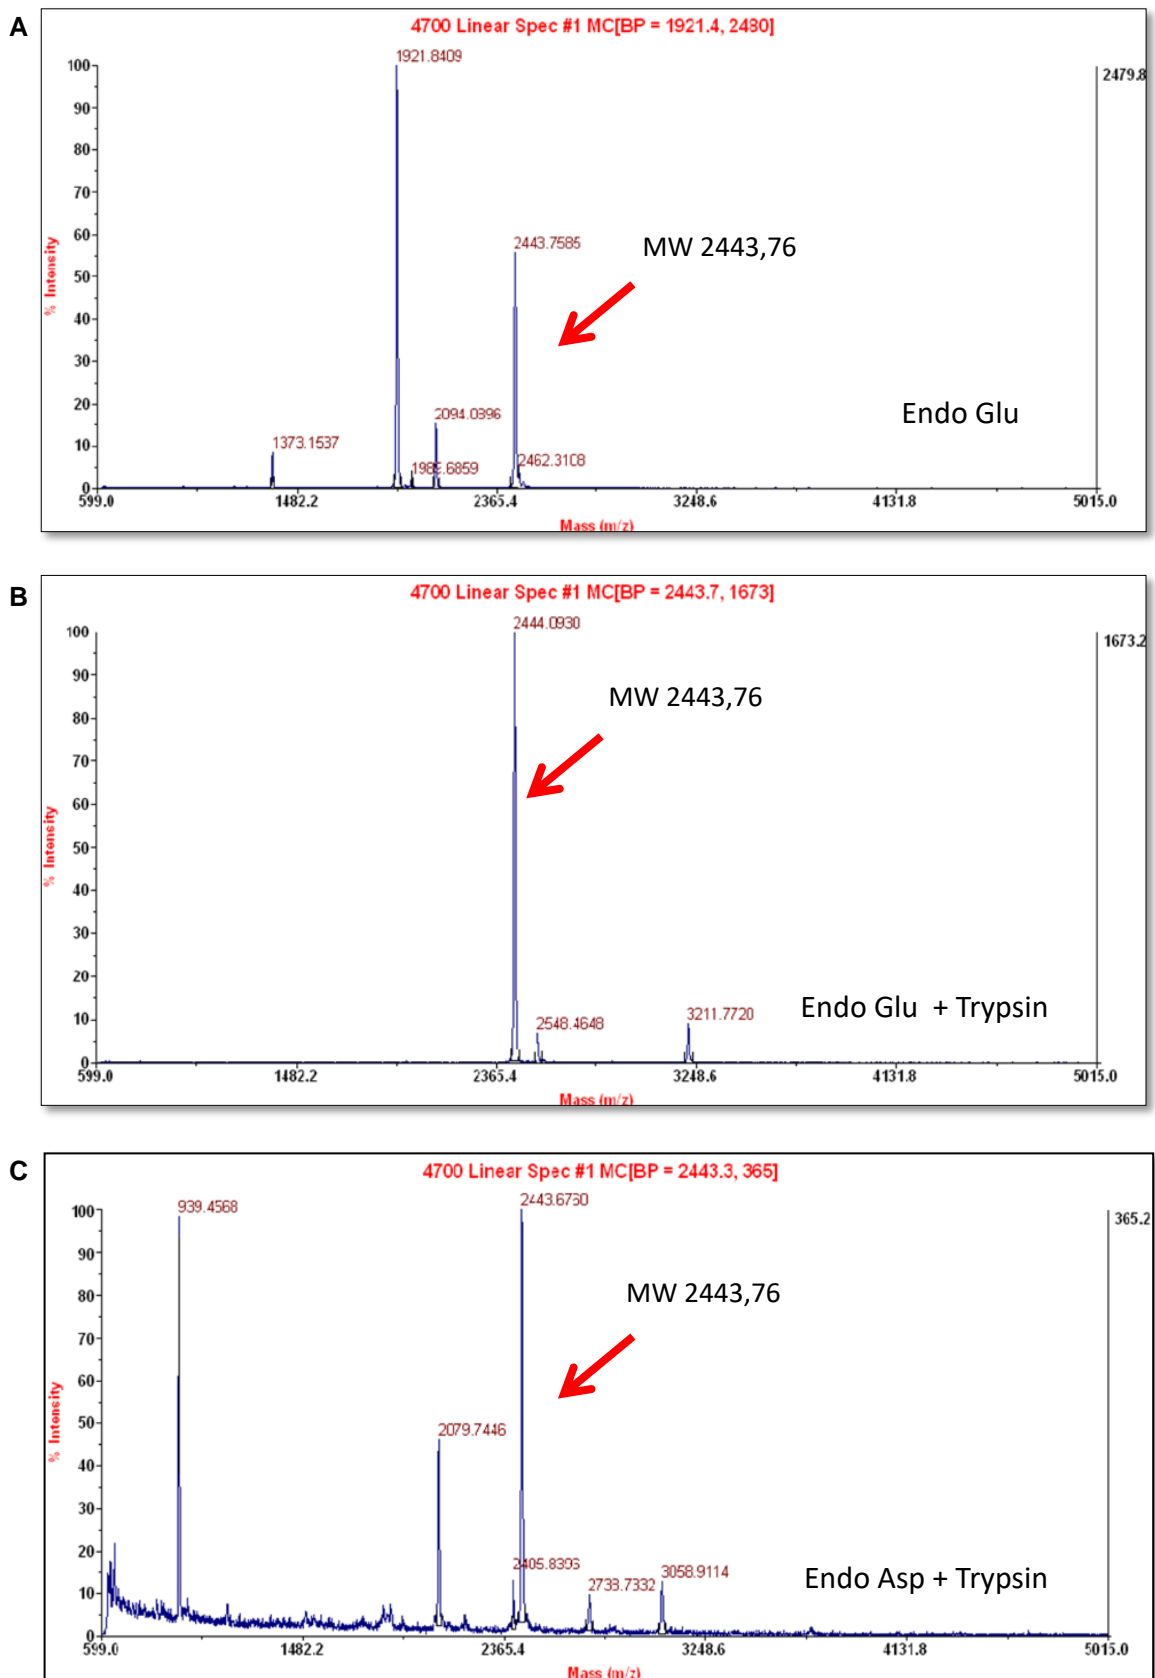 A
4700 Linear Spec #1 MC[BP = 1921.4, 2480]
100
90
80
70
60
50
40
30
20
10
0
% Intensity
1921.8409
2479.8
2443.7585
MW 2443,76
2094.0896
1373.1537
2462.3108
Endo Glu
599.0 1482.2 2365.4 3248.6 4131.8 5015.0
Mass (m/z)
B
4700 Linear Spec #1 MC[BP = 2443.7, 1673]
100
90
80
70
60
50
40
30
20
10
0
% Intensity
2444.0930
1673.2
MW 2443,76
2548.4648
3211.7720
Endo Glu + Trypsin
599.0 1482.2 2365.4 3248.6 4131.8 5015.0
Mass (m/z)
C
4700 Linear Spec #1 MC[BP = 2443.3, 365]
100
90
80
70
60
50
40
30
20
10
0
% Intensity
939.4568
2443.6760
365.2
MW 2443,76
2079.7446
3058.9114
Endo Asp + Trypsin
599.0 1482.2 2365.4 3248.6 4131.8 5015.0
Mass (m/z)